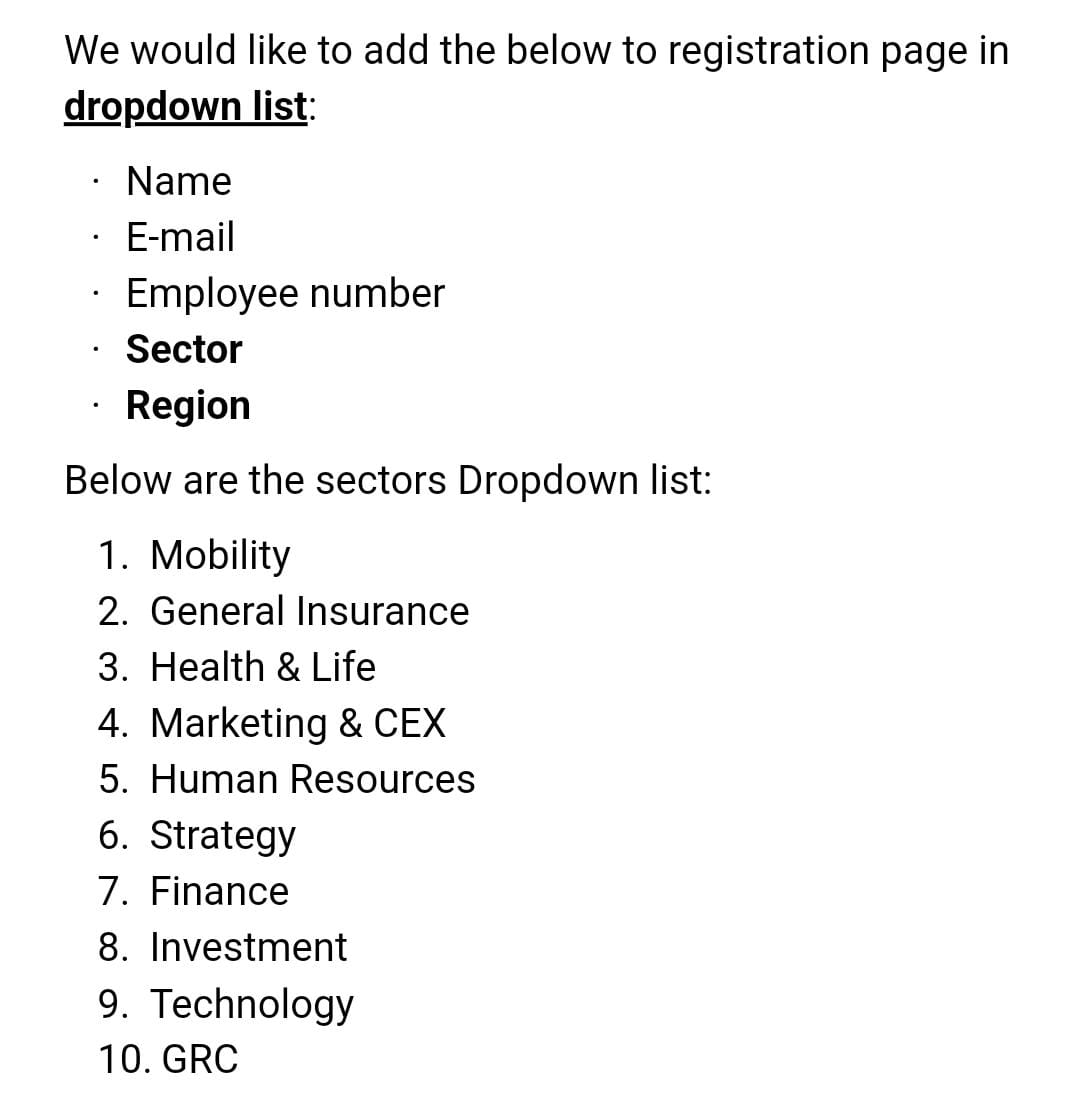 We would like to add the below to registration page in
dropdown list:
· Name
· E-mail
· Employee number
· Sector
· Region
Below are the sectors Dropdown list:
1. Mobility
2. General Insurance
3. Health & Life
4. Marketing & CEX
5. Human Resources
6. Strategy
7. Finance
8. Investment
9. Technology
10. GRC